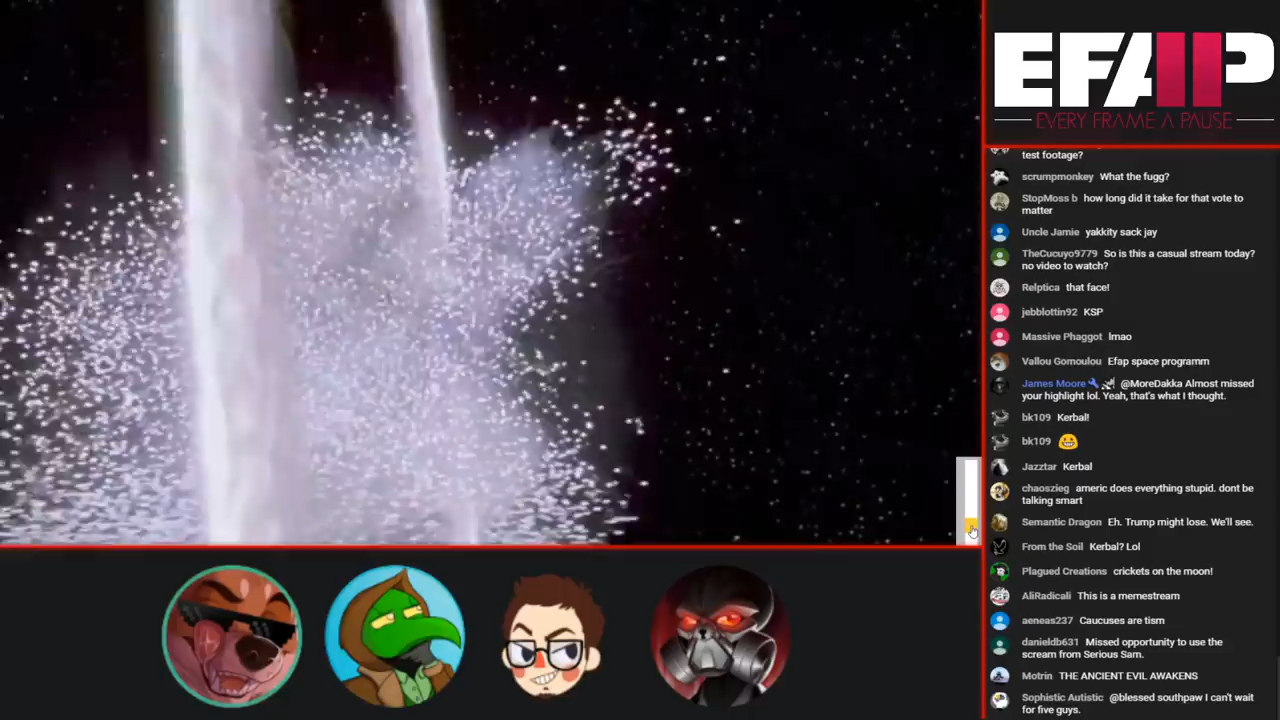 EFAP
EVERY FRAME A PAUSE
test footage?
scrumpmonkey What the fugg?
StopMoss b how long did it take for that vote to
matter
Uncle Jamie yakkity sack jay
TheCucuyo9779 So is this a casual stream today?
no video to watch?
Relptica that face!
jebblottin92 KSP
Massive Phaggot lmao
Vallou Gomoulou Efap space programm
James Moore @MoreDakka Almost missed
your highlight lol. Yeah, that's what I thought.
bk109 Kerbal!
bk109
Jazztar Kerbal
chaoszieg americ does everything stupid. dont be
talking smart
Semantic Dragon Eh. Trump might lose. We'll see.
From the Soil Kerbal? Lol
Plagued Creations crickets on the moon!
AliRadicali This is a memestream
aeneas237 Caucuses are tism
danieldb631 Missed opportunity to use the
scream from Serious Sam.
Motrin THE ANCIENT EVIL AWAKENS
Sophistic Autistic @blessed southpaw I can't wait
for five guys.